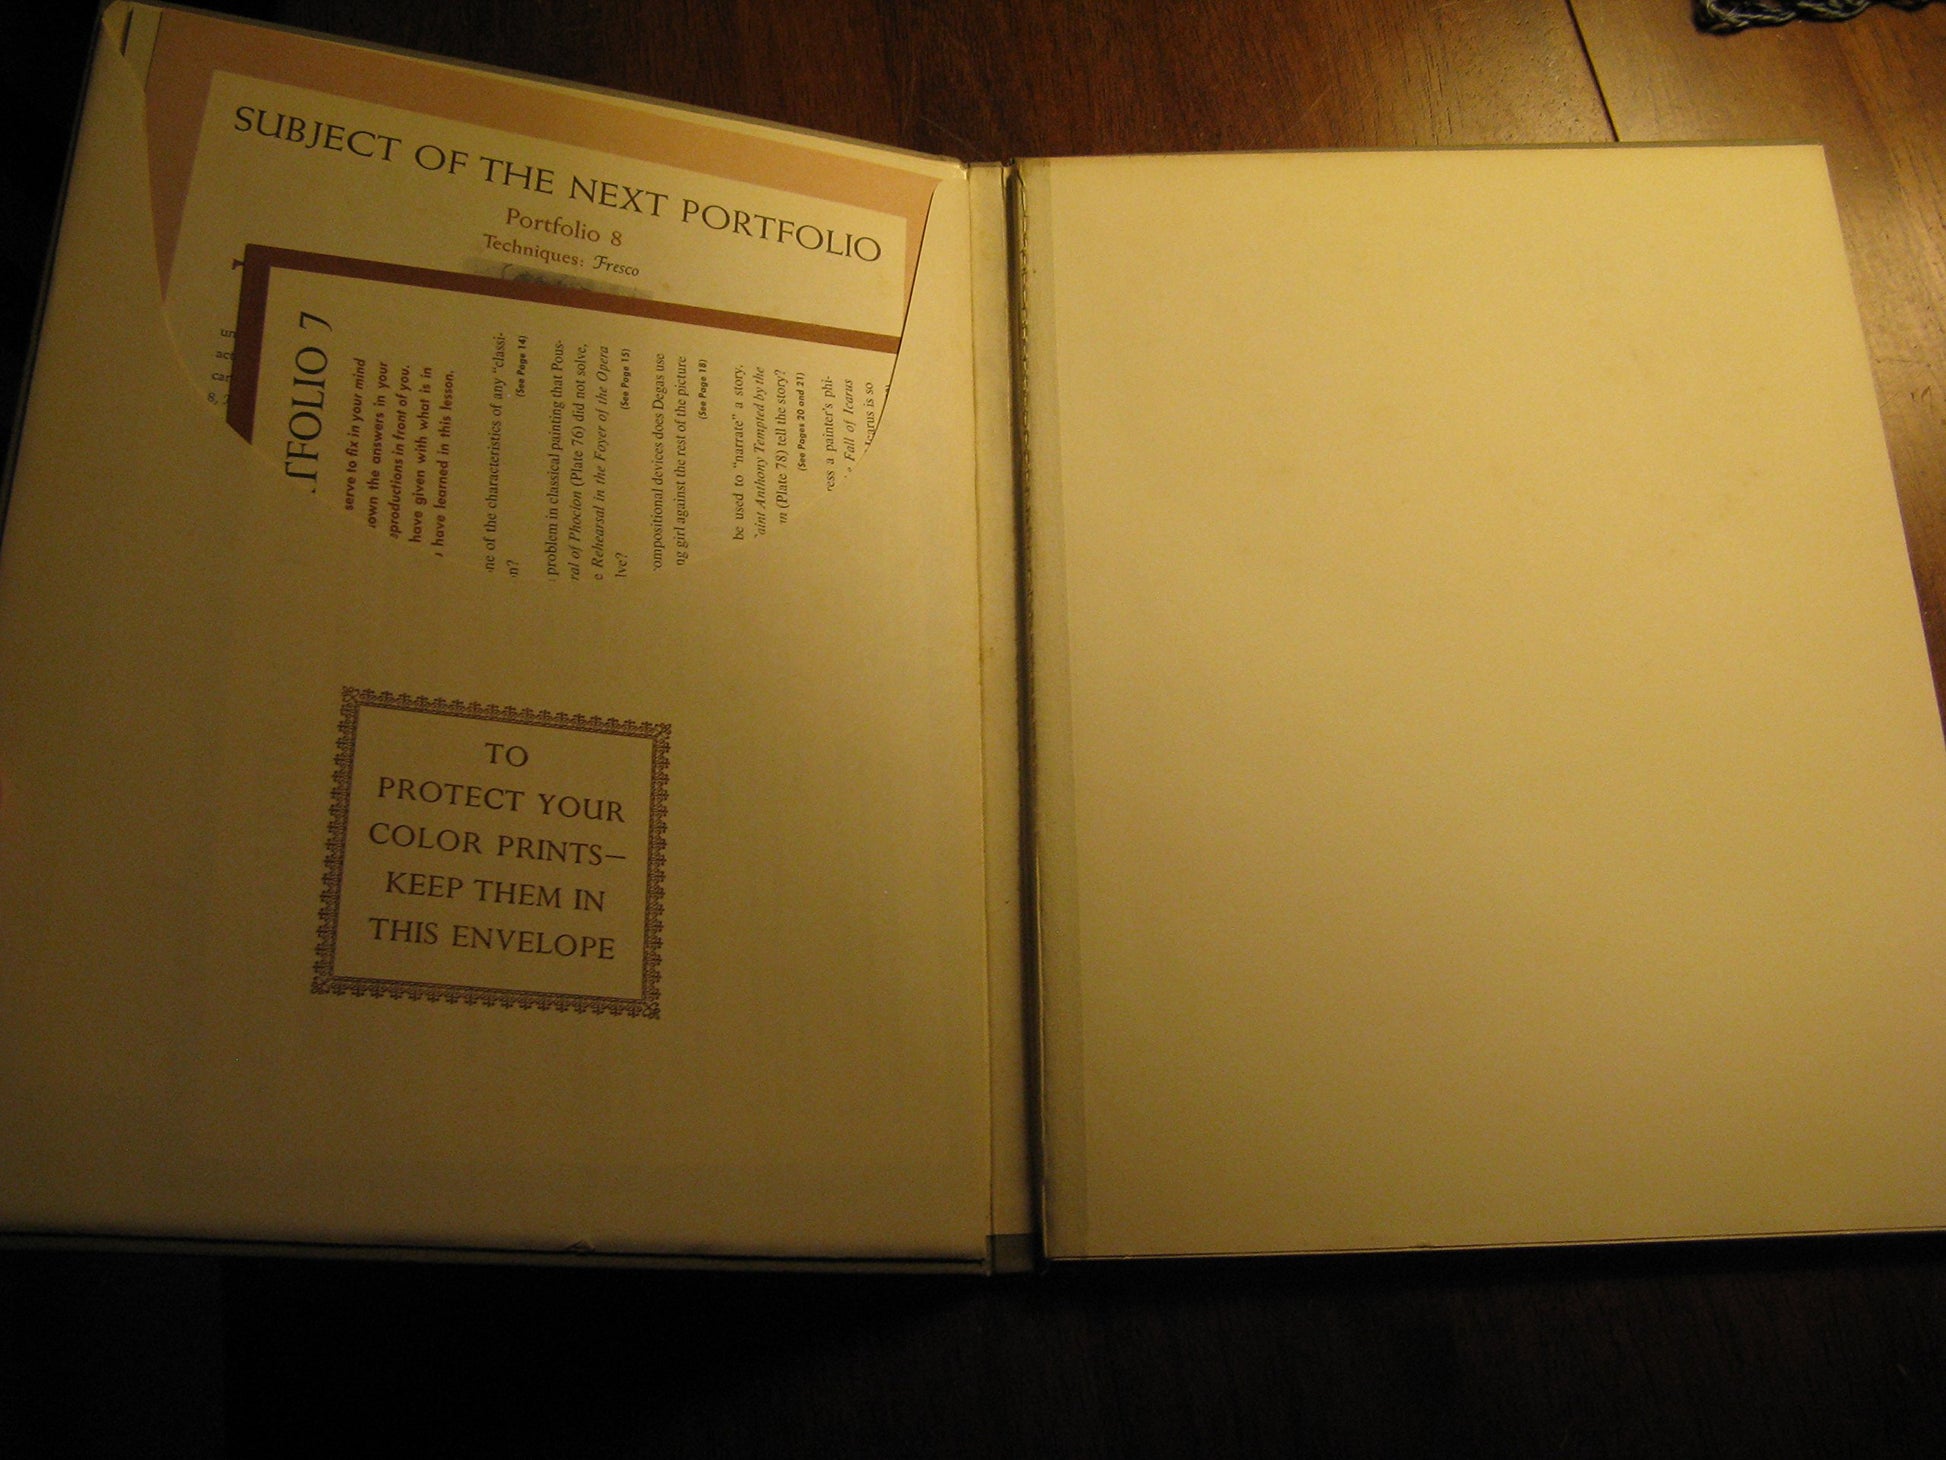 SUBJECT OF THE NEXT PORTFOLIO
Portfolio 8
Techniques: Fresco
TFOLIO 7
serve to fix in your mind
own the answers in your
productions in front of you.
have given with what is in
have learned in this lesson.
ne of the characteristics of any "classi-
n?
(See Page 14)
problem in classical painting that Pous-
ral of Phocion (Plate 76) did not solve,
e Rehearsal in the Foyer of the Opera
lve?
(See Page 15)
ompositional devices does Degas use
ng girl against the rest of the picture
(See Page 18)
be used to "narrate" a story.
aint Anthony Tempted by the
n (Plate 78) tell the story?
(See Pages 20 and 21)
ress a painter's phi-
Fall of Icarus
Icarus is so
TO
PROTECT YOUR
COLOR PRINTS—
KEEP THEM IN
THIS ENVELOPE